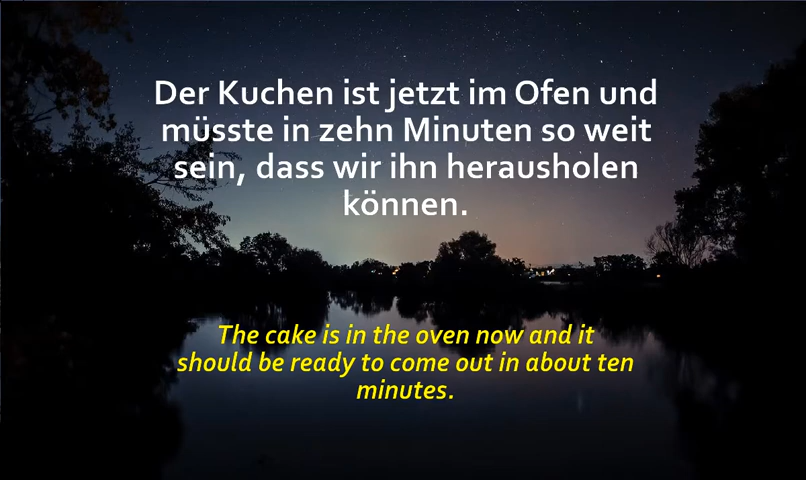 Der Kuchen ist jetzt im Ofen und
müsste in zehn Minuten so weit
sein, dass wir ihn herausholen
können.
The cake is in the oven now and it
should be ready to come out in about ten
minutes.